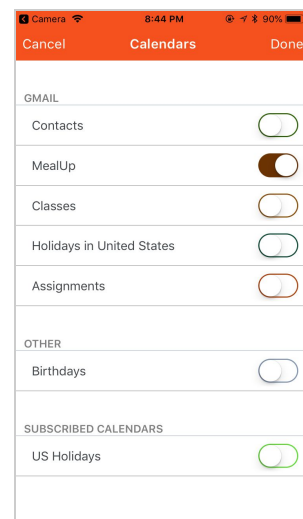 Camera 8:44 PM 90%
Cancel Calendars Done
GMAIL
Contacts
MealUp
Classes
Holidays in United States
Assignments
OTHER
Birthdays
SUBSCRIBED CALENDARS
US Holidays